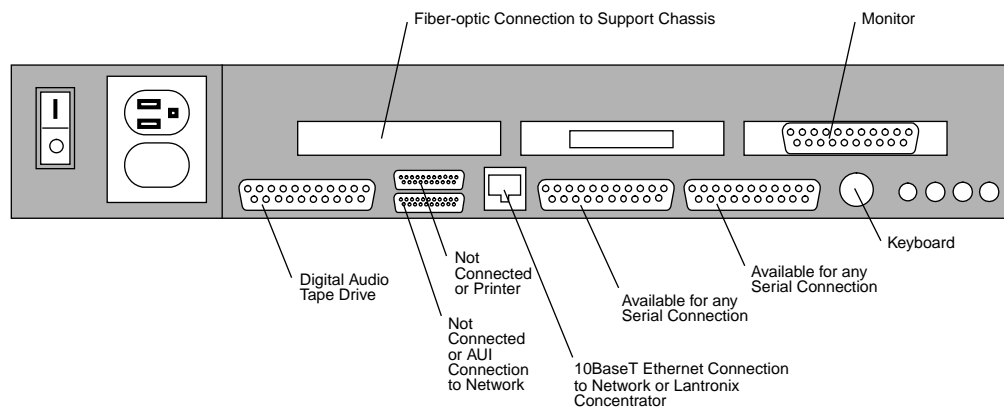 Fiber-optic Connection to Support Chassis
Monitor
Keyboard
Digital Audio
Tape Drive
Not
Connected
or Printer
Available for any
Serial Connection
Available for any
Serial Connection
Not
Connected
or AUI
Connection
to Network
10BaseT Ethernet Connection
to Network or Lantronix
Concentrator